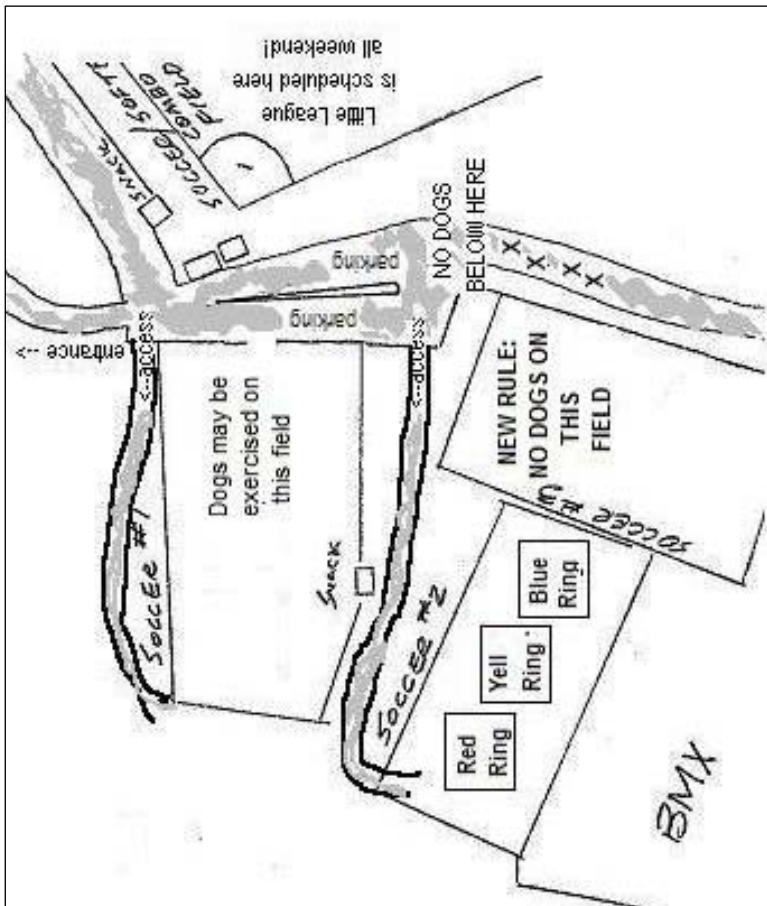 Little League
is scheduled here
all weekend!
SOCCER/SOFT
COMBO
FIELD
SNACK
1
entrance -->
<--access
parking
parking
NO DOGS
BELOW HERE
X X X X
SOCCER #1
Dogs may be
exercised on
this field
Snack
<--access
SOCCER #2
NEW RULE:
NO DOGS ON
THIS
FIELD
SOCCER #3
Red
Ring
Yell
Ring
Blue
Ring
BMX